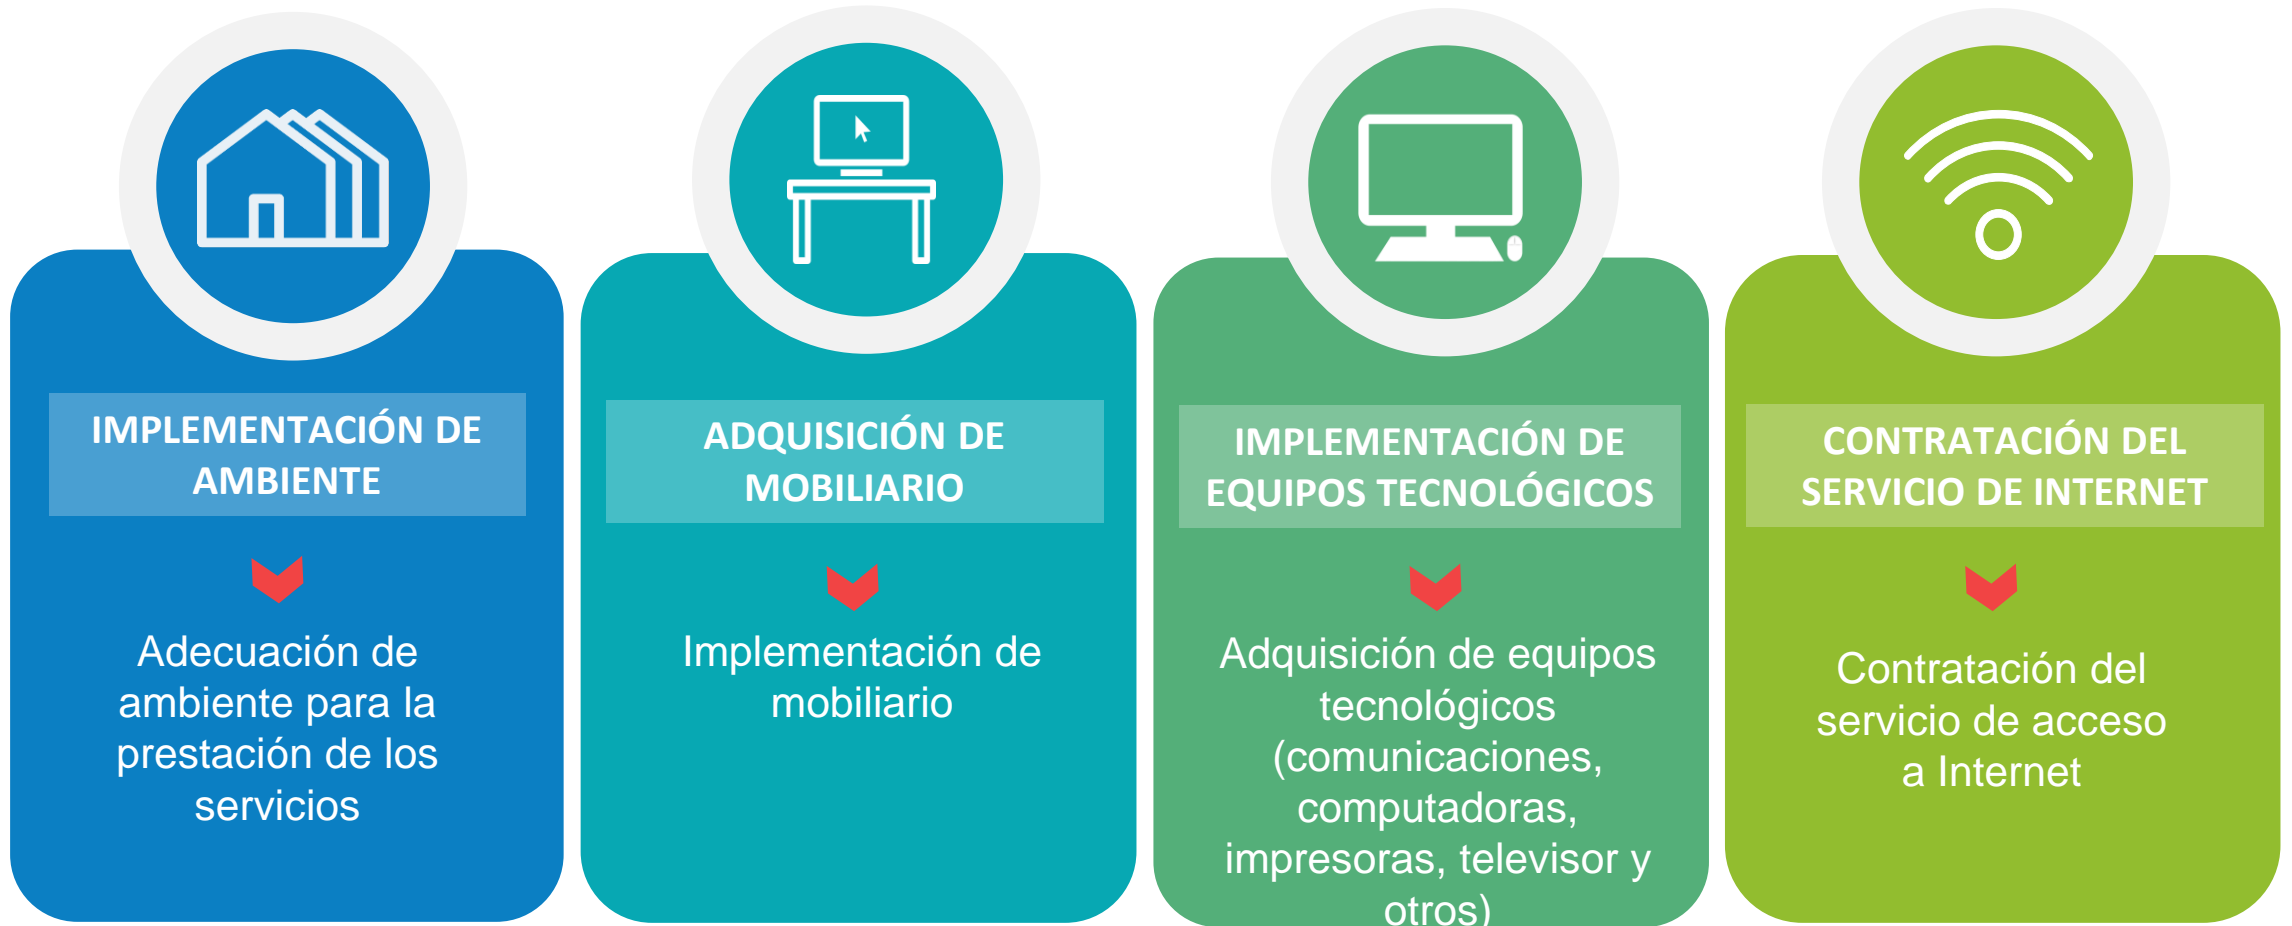 IMPLEMENTACIÓN DE
AMBIENTE
Adecuación de
ambiente para la
prestación de los
servicios
ADQUISICIÓN DE
MOBILIARIO
Implementación de
mobiliario
IMPLEMENTACIÓN DE
EQUIPOS TECNOLÓGICOS
Adquisición de equipos
tecnológicos
(comunicaciones,
computadoras,
impresoras, televisor y
otros)
CONTRATACIÓN DEL
SERVICIO DE INTERNET
Contratación del
servicio de acceso
a Internet